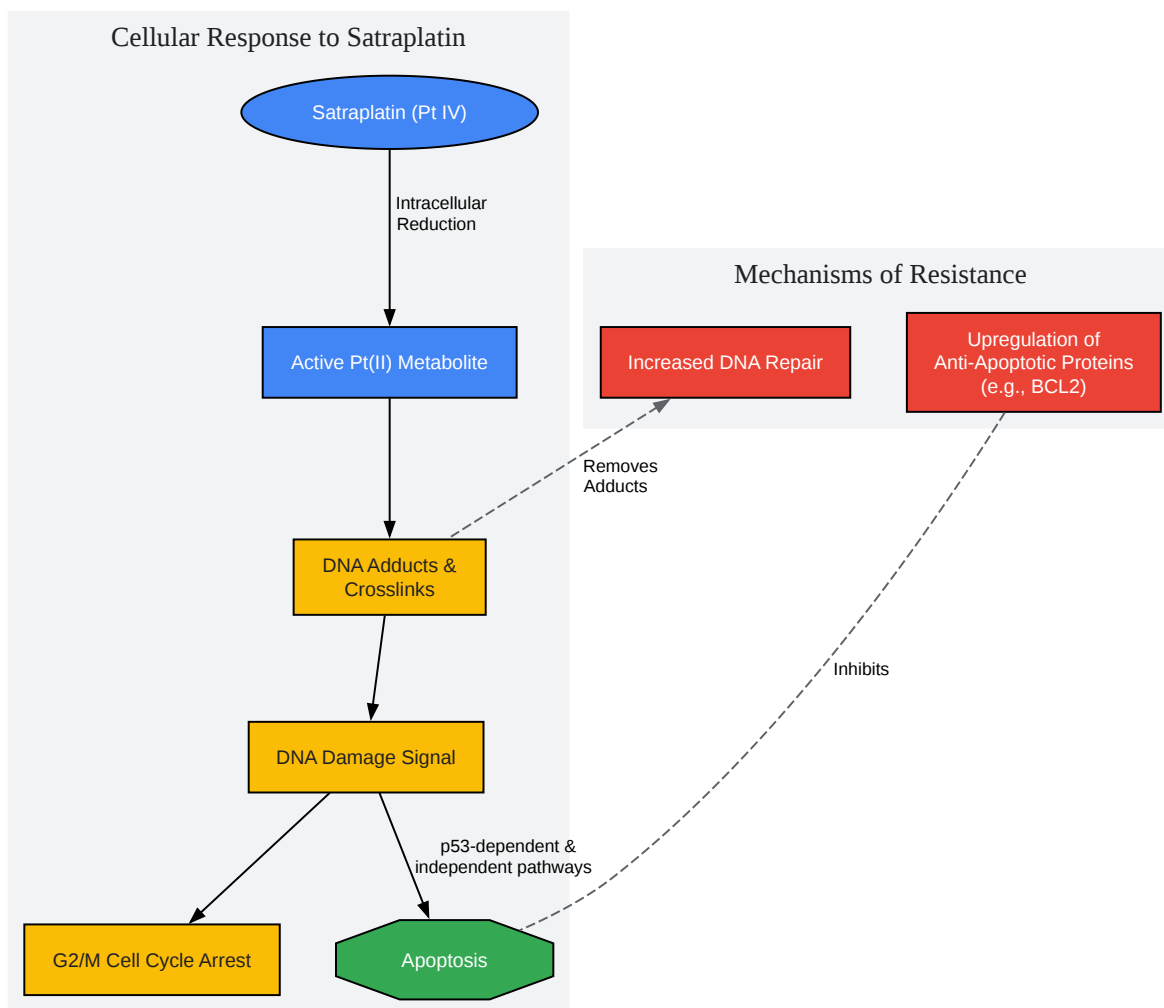 Cellular Response to Satraplatin
Satraplatin (Pt IV)
Intracellular
Reduction
Mechanisms of Resistance
Active Pt(II) Metabolite
Increased DNA Repair
Upregulation of
Anti-Apoptotic Proteins
(e.g., BCL2)
Removes
Adducts
DNA Adducts &
Crosslinks
Inhibits
DNA Damage Signal
p53-dependent &
independent pathways
G2/M Cell Cycle Arrest
Apoptosis